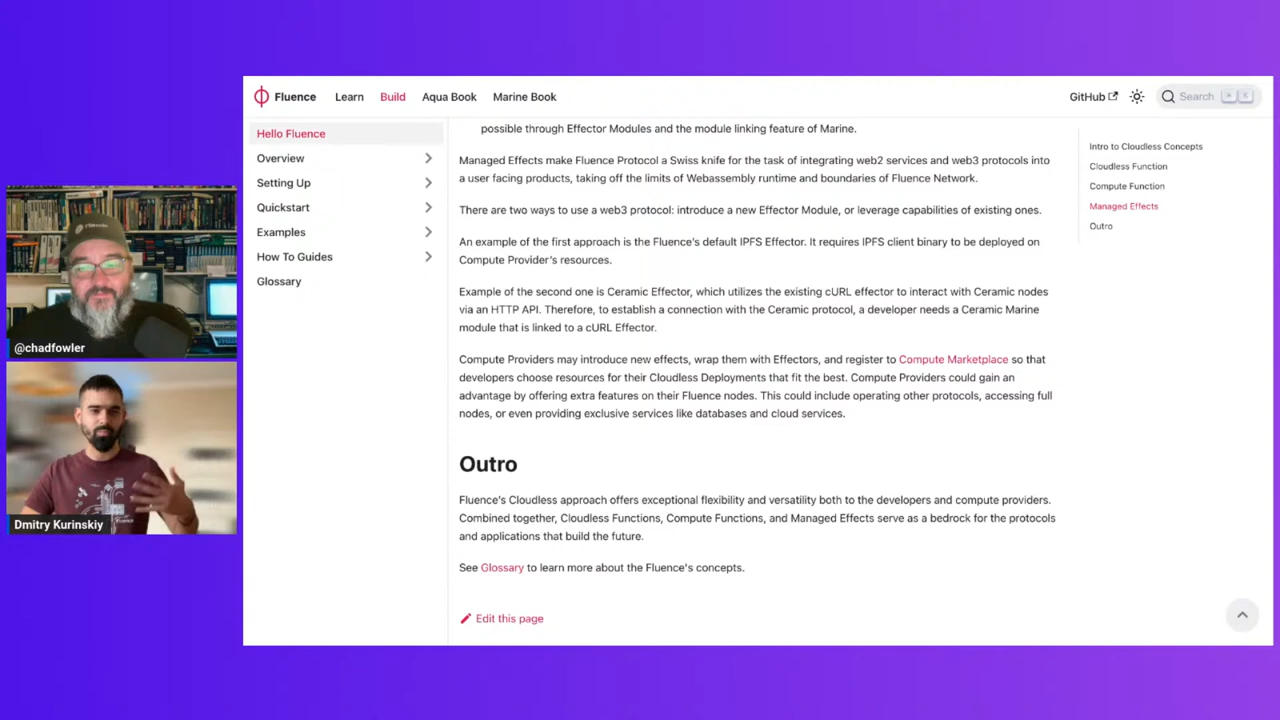 Fluence
Learn
Build
Aqua Book
Marine Book
GitHub
Search
K
Hello Fluence
Overview
Setting Up
Quickstart
Examples
How To Guides
Glossary
possible through Effector Modules and the module linking feature of Marine.
Managed Effects make Fluence Protocol a Swiss knife for the task of integrating web2 services and web3 protocols into
a user facing products, taking off the limits of Webassembly runtime and boundaries of Fluence Network.
There are two ways to use a web3 protocol: introduce a new Effector Module, or leverage capabilities of existing ones.
An example of the first approach is the Fluence's default IPFS Effector. It requires IPFS client binary to be deployed on
Compute Provider's resources.
Example of the second one is Ceramic Effector, which utilizes the existing cURL effector to interact with Ceramic nodes
via an HTTP API. Therefore, to establish a connection with the Ceramic protocol, a developer needs a Ceramic Marine
module that is linked to a cURL Effector.
Compute Providers may introduce new effects, wrap them with Effectors, and register to Compute Marketplace so that
developers choose resources for their Cloudless Deployments that fit the best. Compute Providers could gain an
advantage by offering extra features on their Fluence nodes. This could include operating other protocols, accessing full
nodes, or even providing exclusive services like databases and cloud services.
Outro
Fluence's Cloudless approach offers exceptional flexibility and versatility both to the developers and compute providers.
Combined together, Cloudless Functions, Compute Functions, and Managed Effects serve as a bedrock for the protocols
and applications that build the future.
See Glossary to learn more about the Fluence's concepts.
Edit this page
Intro to Cloudless Concepts
Cloudless Function
Compute Function
Managed Effects
Outro
@chadfowler
Dmitry Kurinskiy